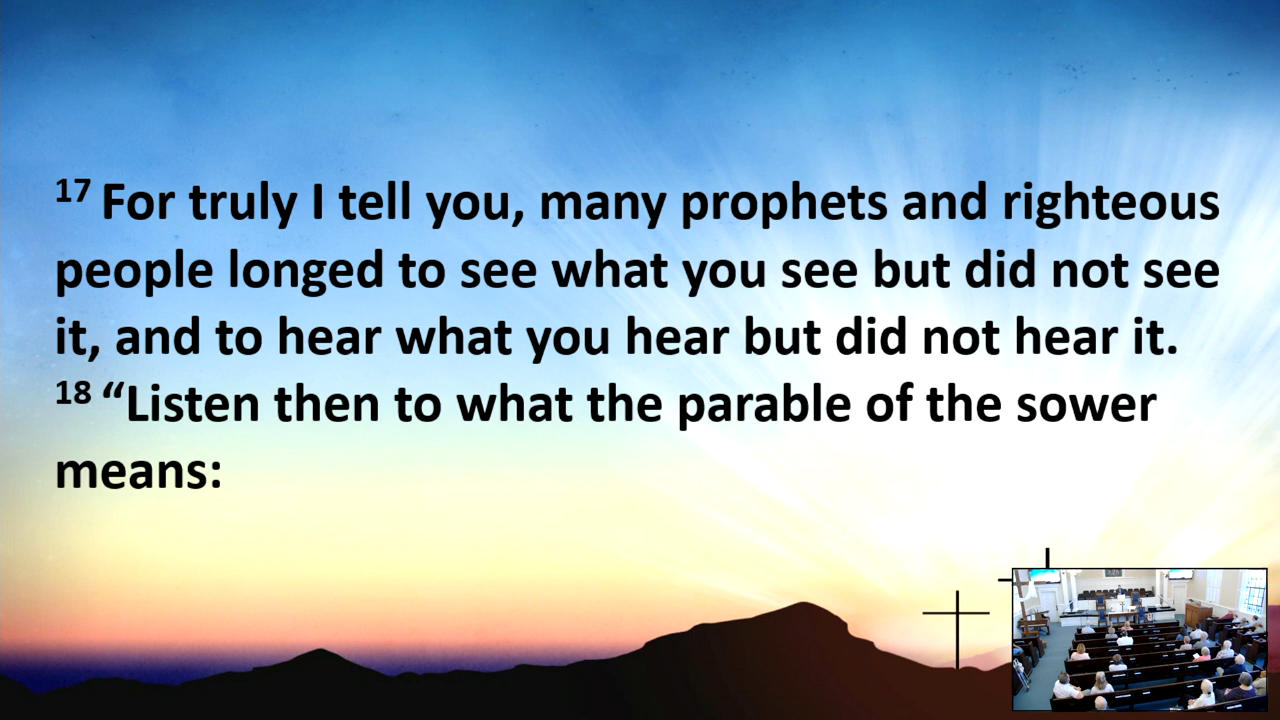 17 For truly I tell you, many prophets and righteous
people longed to see what you see but did not see
it, and to hear what you hear but did not hear it.
18 “Listen then to what the parable of the sower
means: